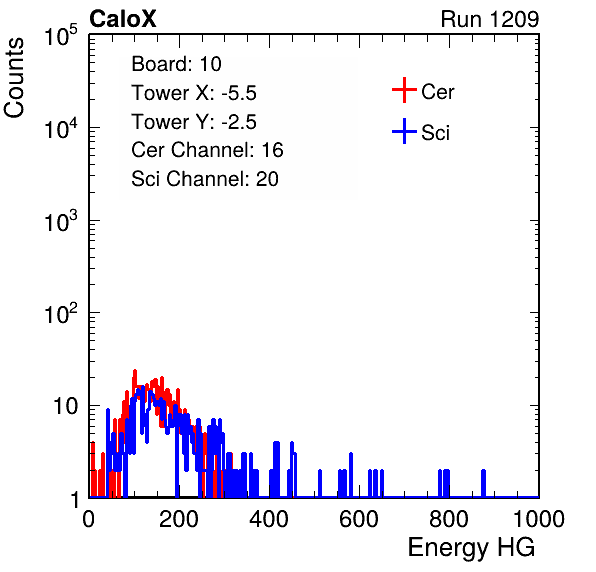 CaloX Run 1209
Counts
Board: 10
Tower X: -5.5
Tower Y: -2.5
Cer Channel: 16
Sci Channel: 20
Cer
Sci
10^5
10^4
10^3
10^2
10
1
0 200 400 600 800 1000
Energy HG